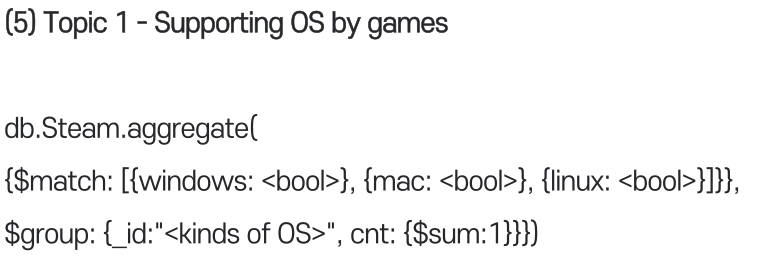 (5) Topic 1 - Supporting OS by games
db.Steam.aggregate(
{$match: [{windows: <bool>}, {mac: <bool>}, {linux: <bool>}]}},
$group: {_id:"<kinds of OS>", cnt: {$sum:1}}})